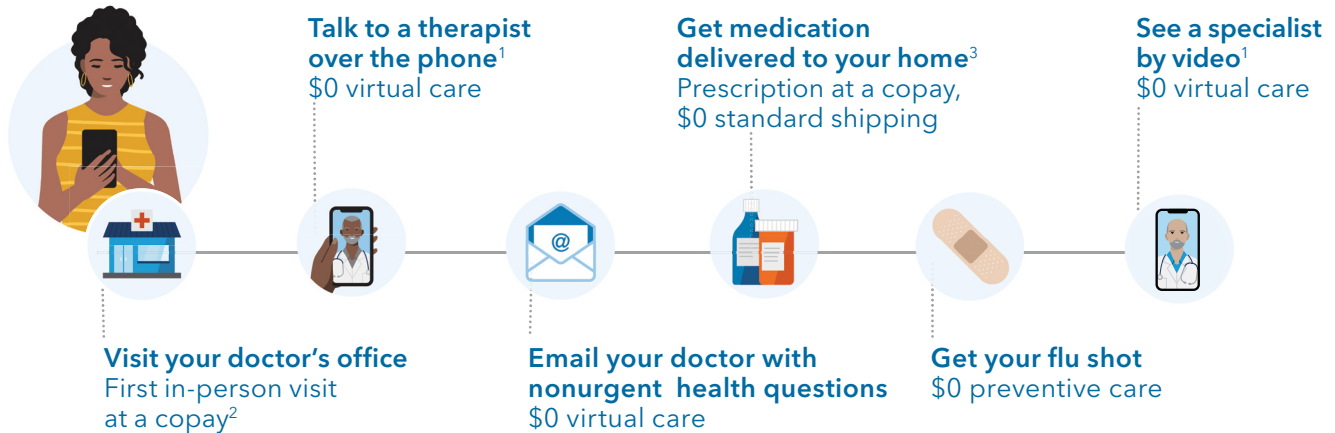 Talk to a therapist
over the phone¹
$0 virtual care
Get medication
delivered to your home³
Prescription at a copay,
$0 standard shipping
See a specialist
by video¹
$0 virtual care
@
Visit your doctor’s office
First in-person visit
at a copay²
Email your doctor with
nonurgent health questions
$0 virtual care
Get your flu shot
$0 preventive care